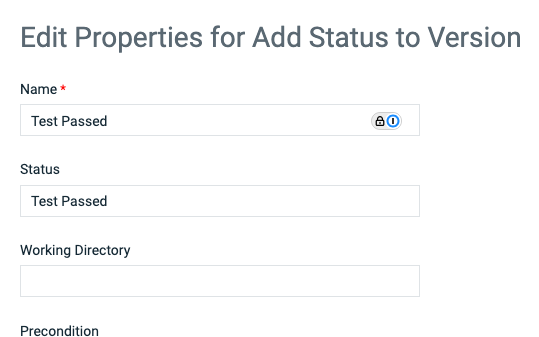 Edit Properties for Add Status to Version
Name *
Test Passed
Status
Test Passed
Working Directory
Precondition